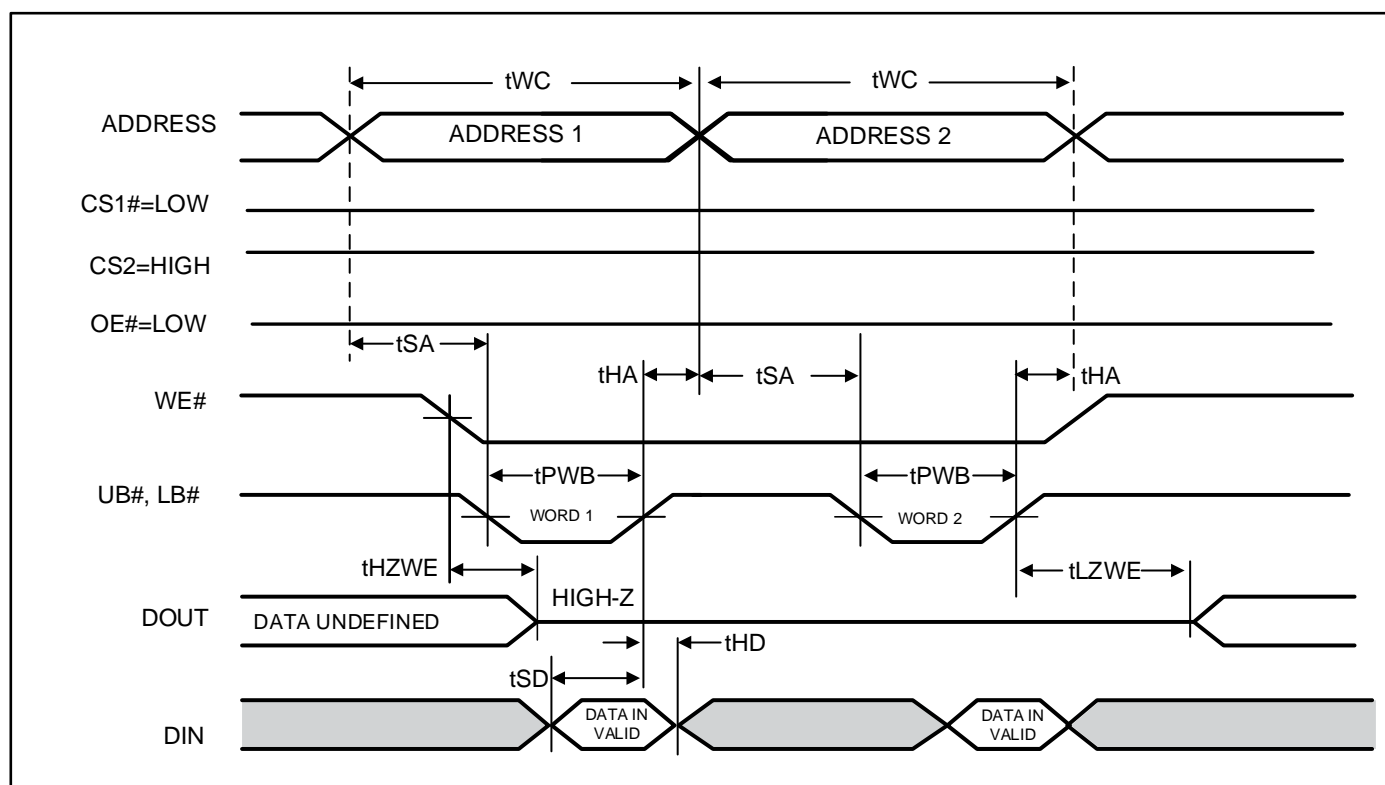 tWC tWC
ADDRESS ADDRESS 1 ADDRESS 2
CS1#=LOW
CS2=HIGH
OE#=LOW
tSA tHA tSA tHA
WE#
tPWB tPWB
UB#, LB# WORD 1 WORD 2
tHZWE tLZWE
HIGH-Z
DOUT DATA UNDEFINED
tHD
tSD
DATA IN DATA IN
VALID VALID
DIN